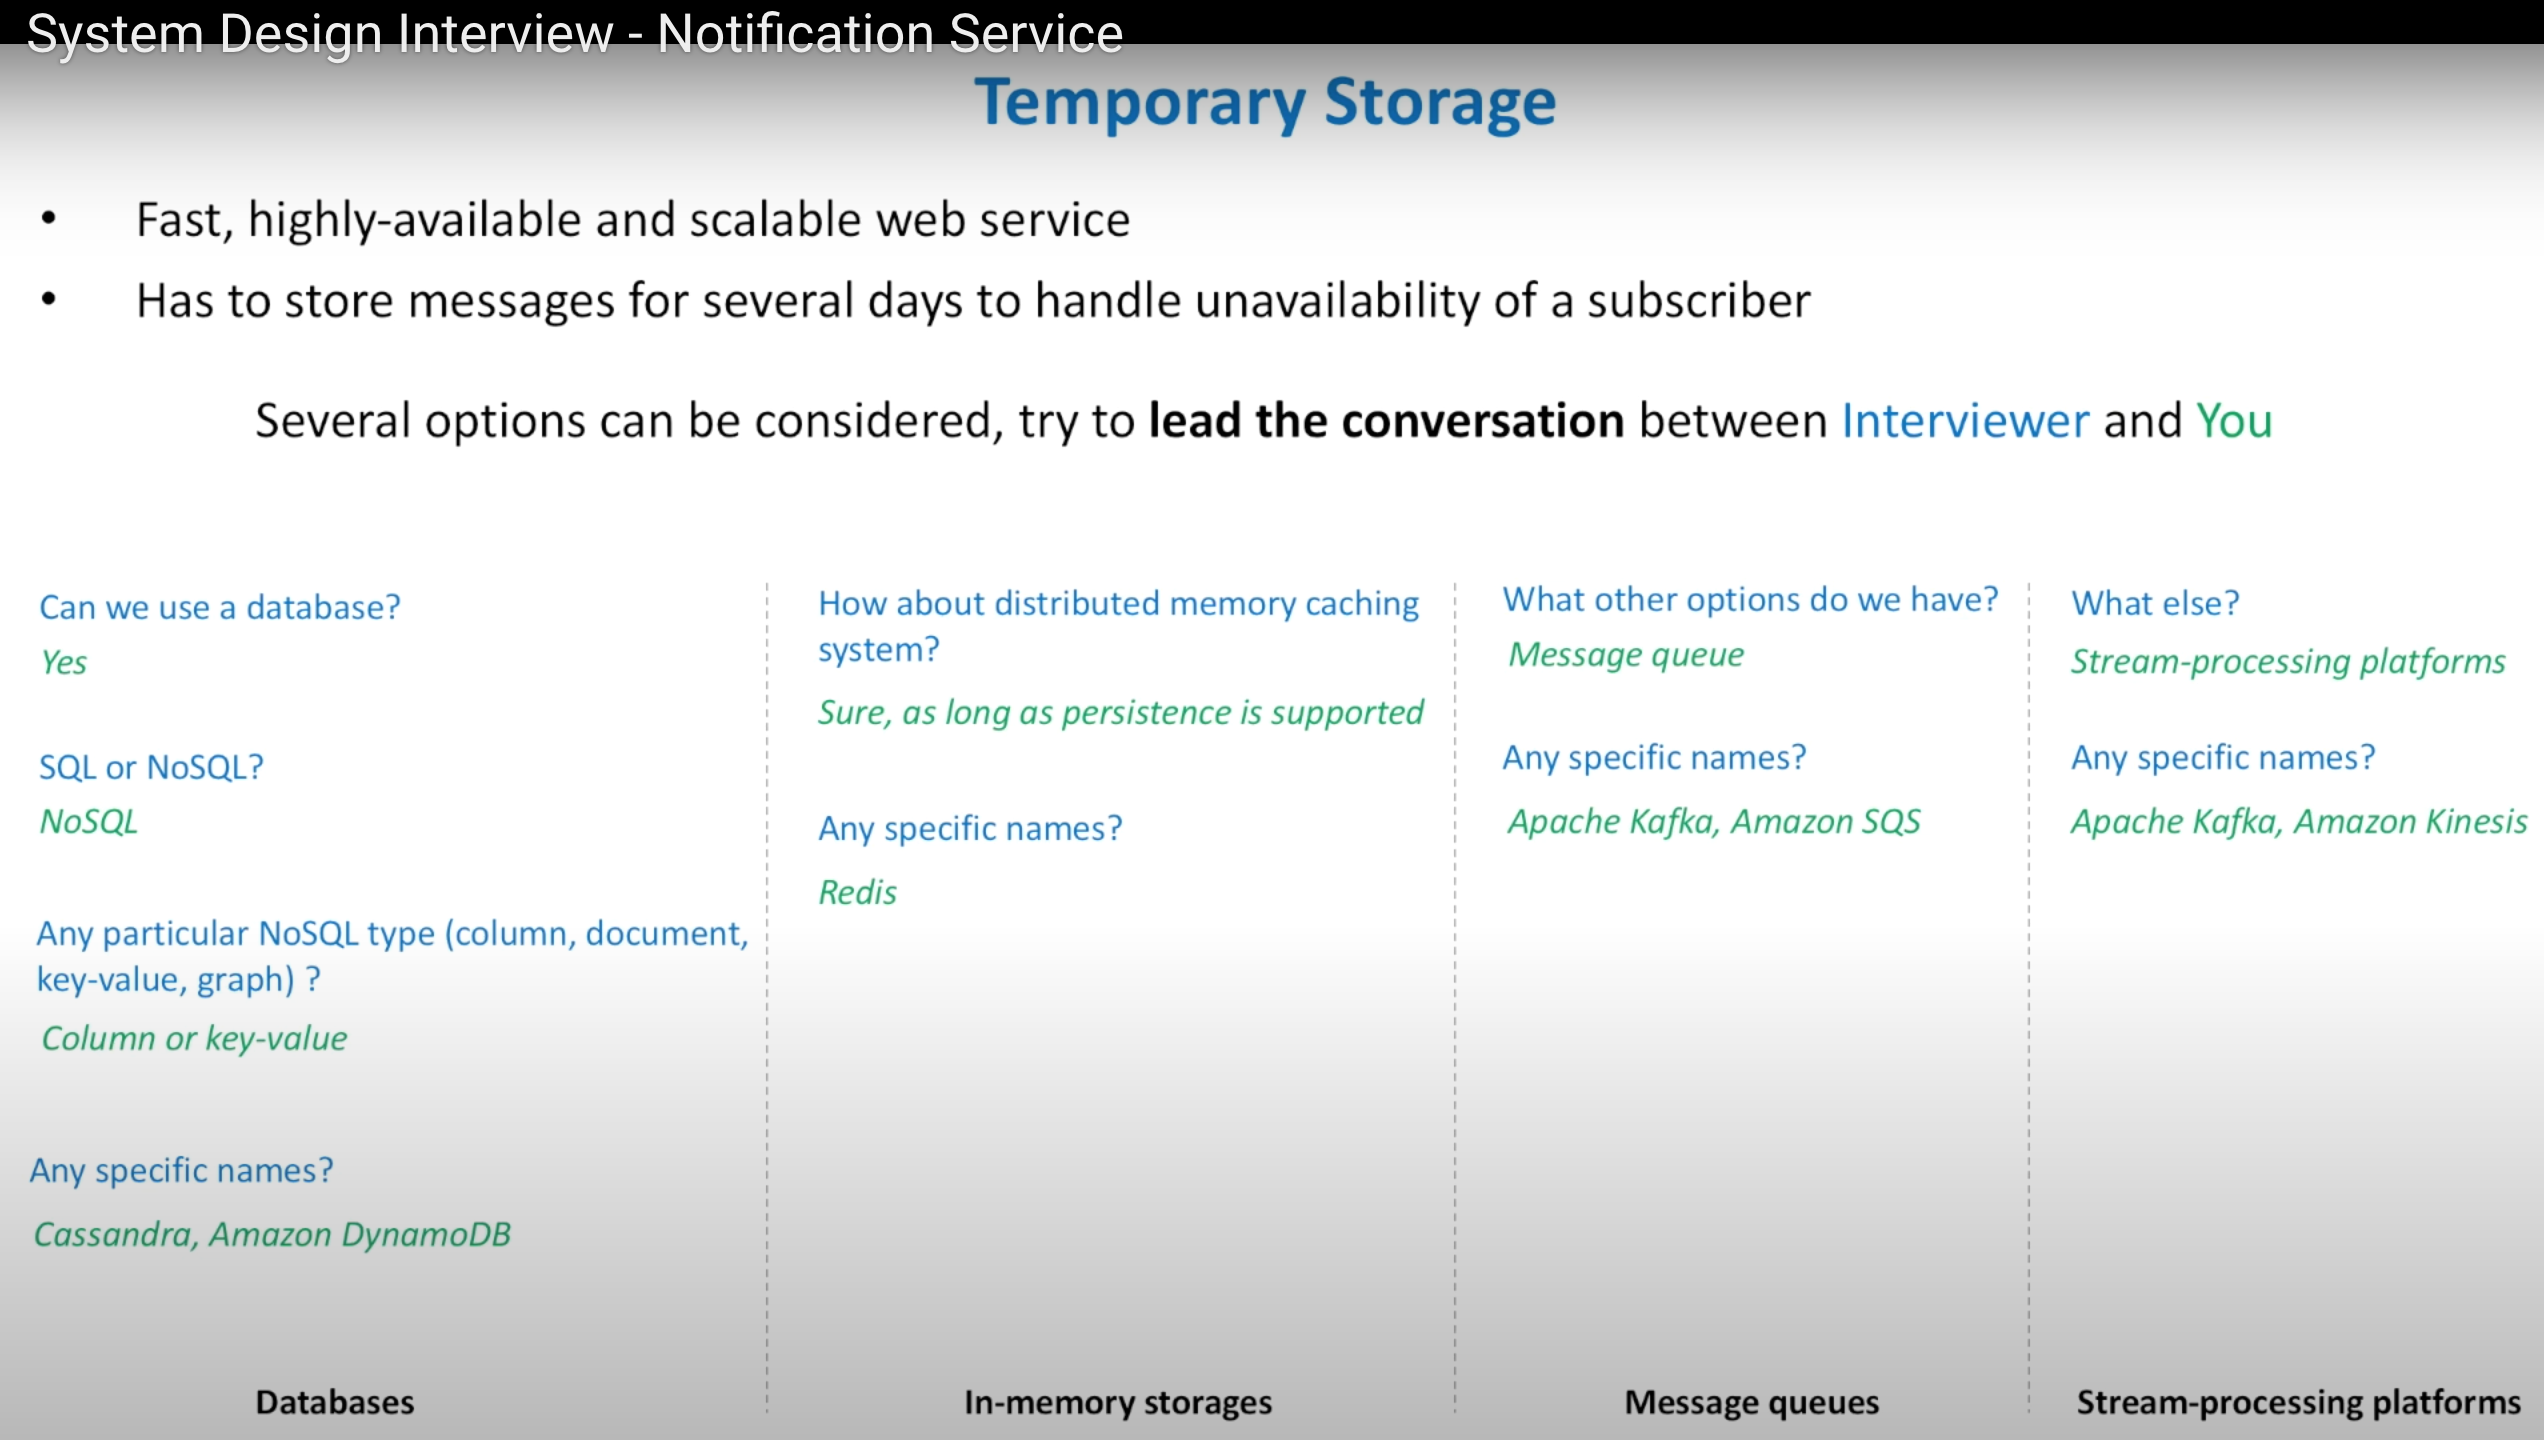 System Design Interview - Notification Service
Temporary Storage
• Fast, highly-available and scalable web service
• Has to store messages for several days to handle unavailability of a subscriber
Several options can be considered, try to lead the conversation between Interviewer and You
Can we use a database?
Yes
SQL or NoSQL?
NoSQL
Any particular NoSQL type (column, document,
key-value, graph) ?
Column or key-value
Any specific names?
Cassandra, Amazon DynamoDB
Databases
How about distributed memory caching
system?
Sure, as long as persistence is supported
Any specific names?
Redis
In-memory storages
What other options do we have?
Message queue
Any specific names?
Apache Kafka, Amazon SQS
Message queues
What else?
Stream-processing platforms
Any specific names?
Apache Kafka, Amazon Kinesis
Stream-processing platforms